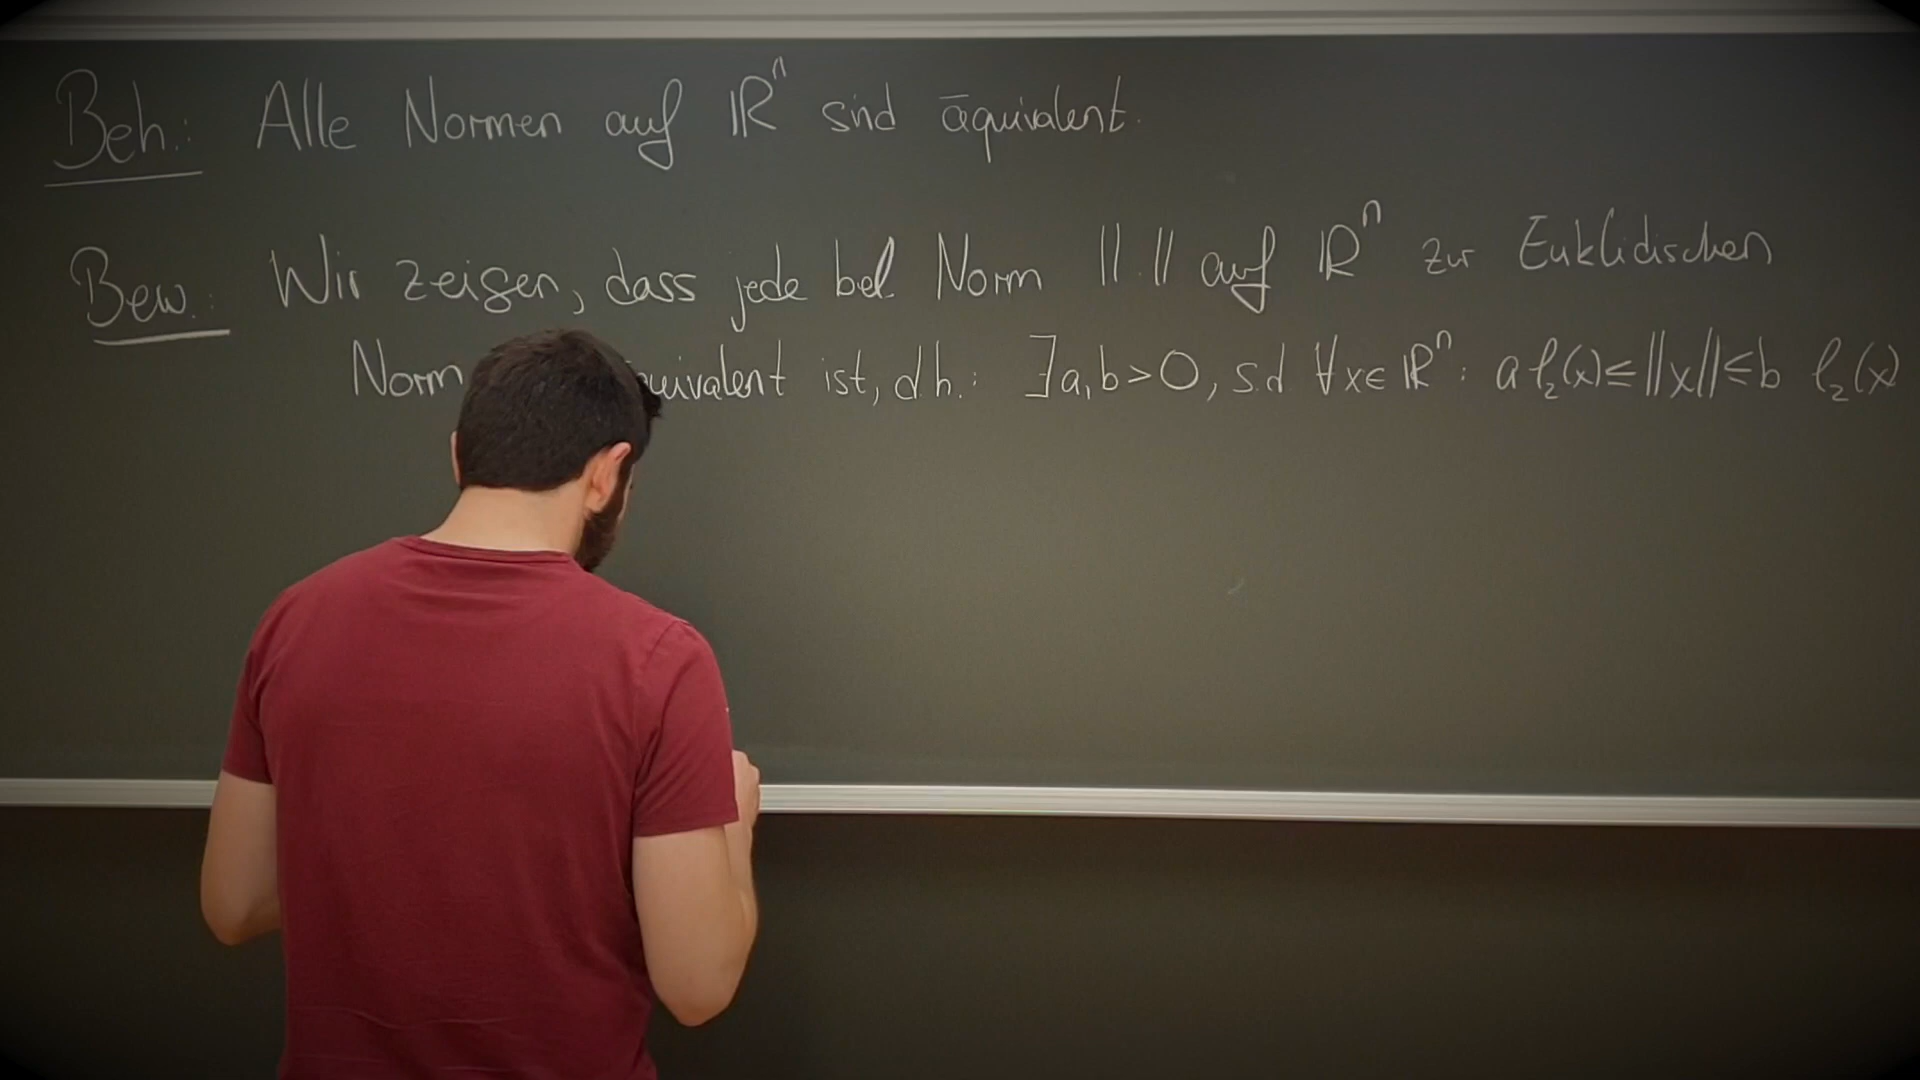 Beh.: Alle Normen auf ℝⁿ sind äquivalent.
Bew.: Wir zeigen, dass jede bel. Norm ||.|| auf ℝⁿ zur Euklidischen
Norm quivalent ist, d.h.: ∃a,b>0, s.d ∀x∈ℝⁿ: a ℓ₂(x)≤||x||≤b ℓ₂(x)